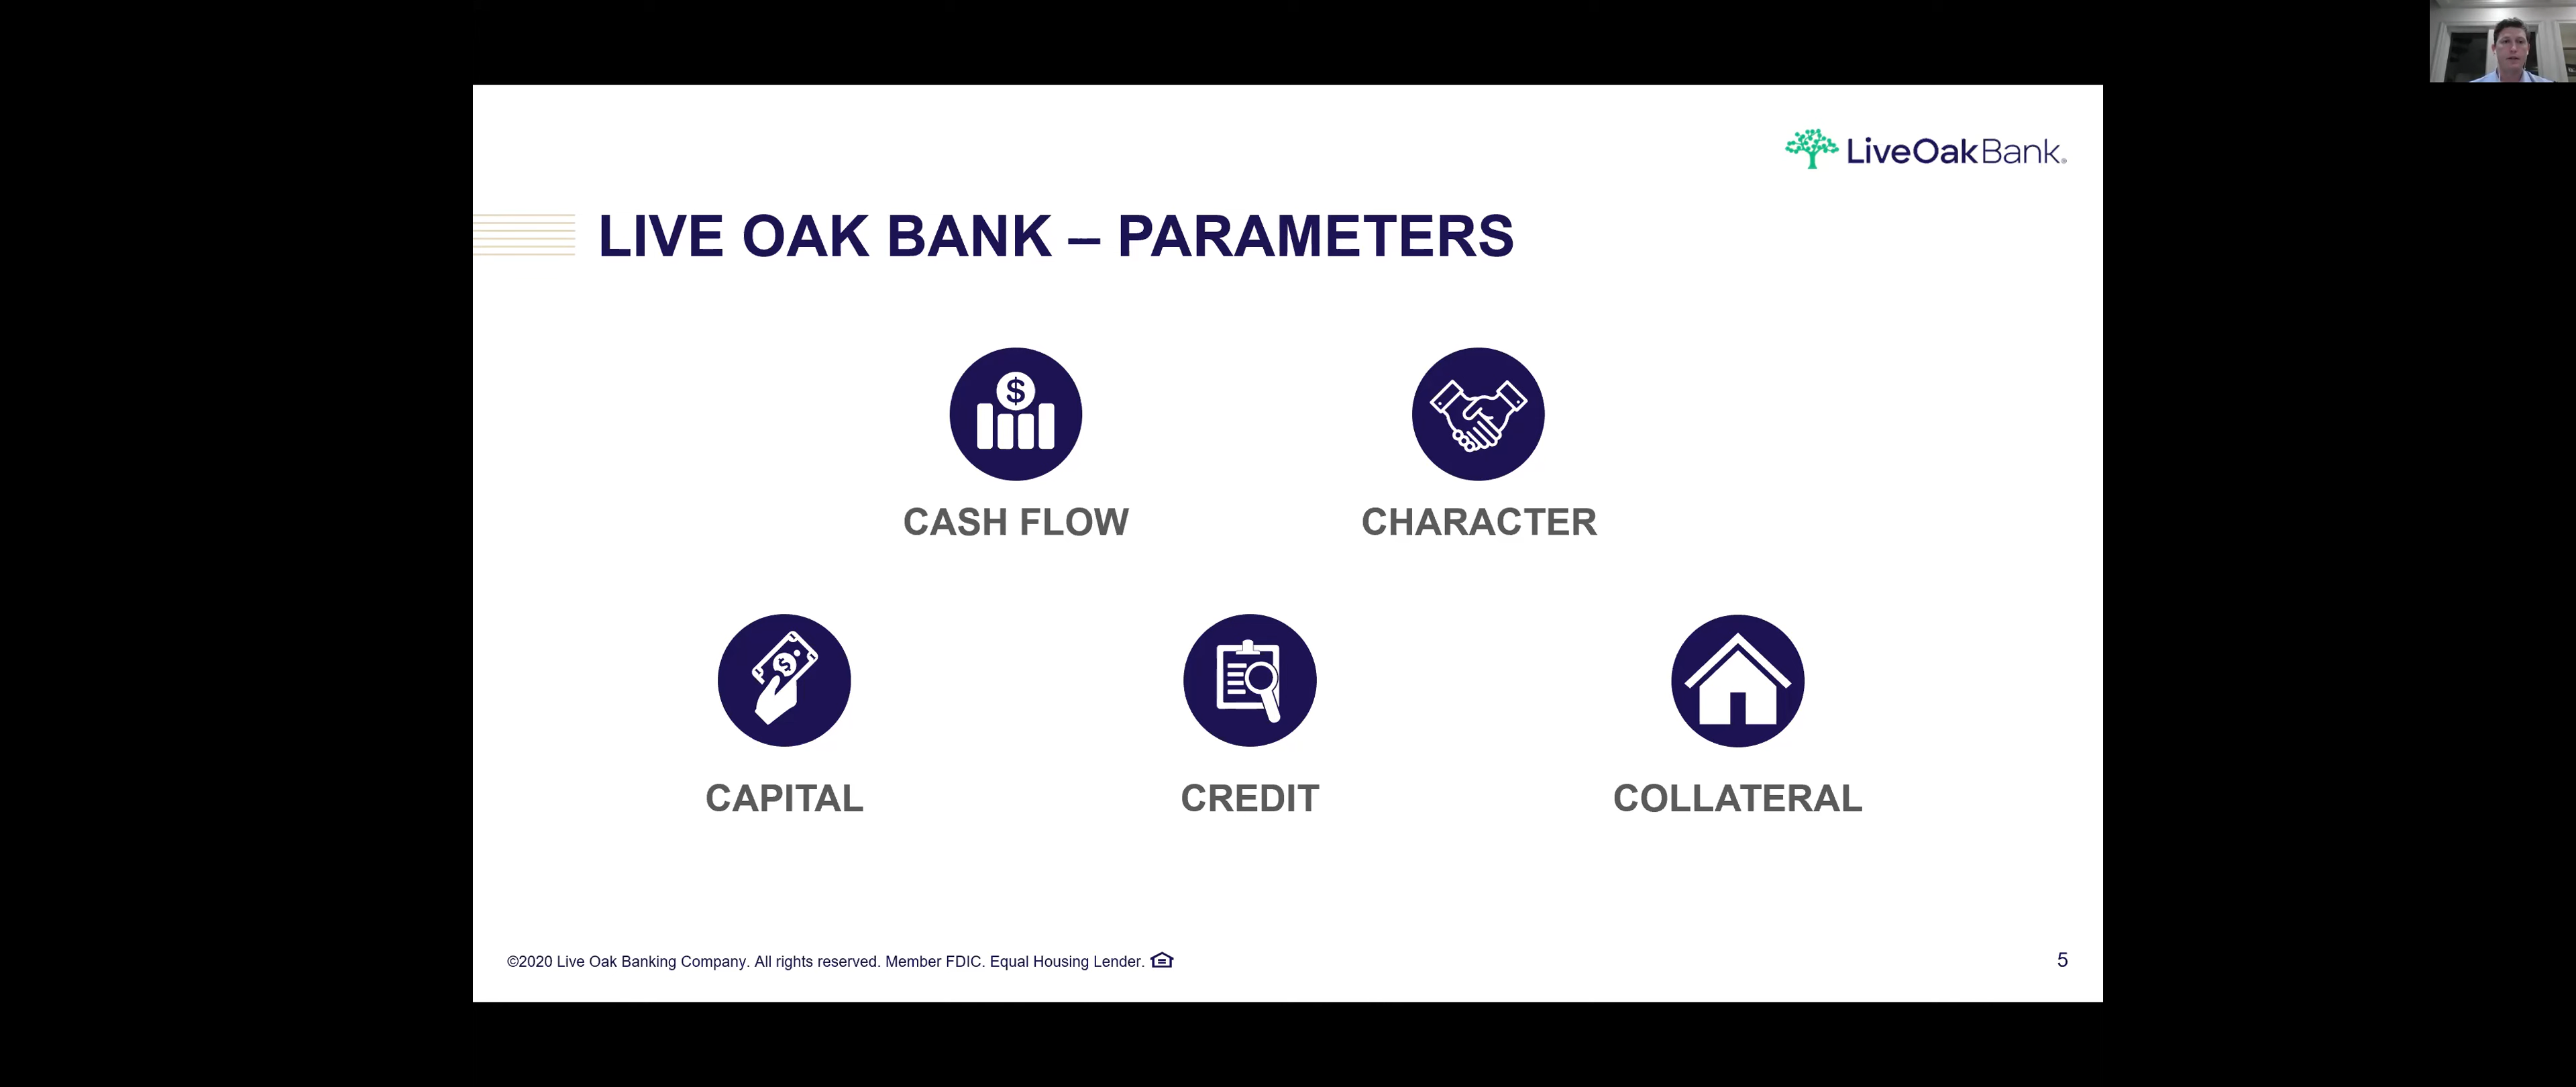 LiveOakBank®
LIVE OAK BANK – PARAMETERS
$
CASH FLOW
CHARACTER
$
CAPITAL
CREDIT
COLLATERAL
©2020 Live Oak Banking Company. All rights reserved. Member FDIC. Equal Housing Lender.
5